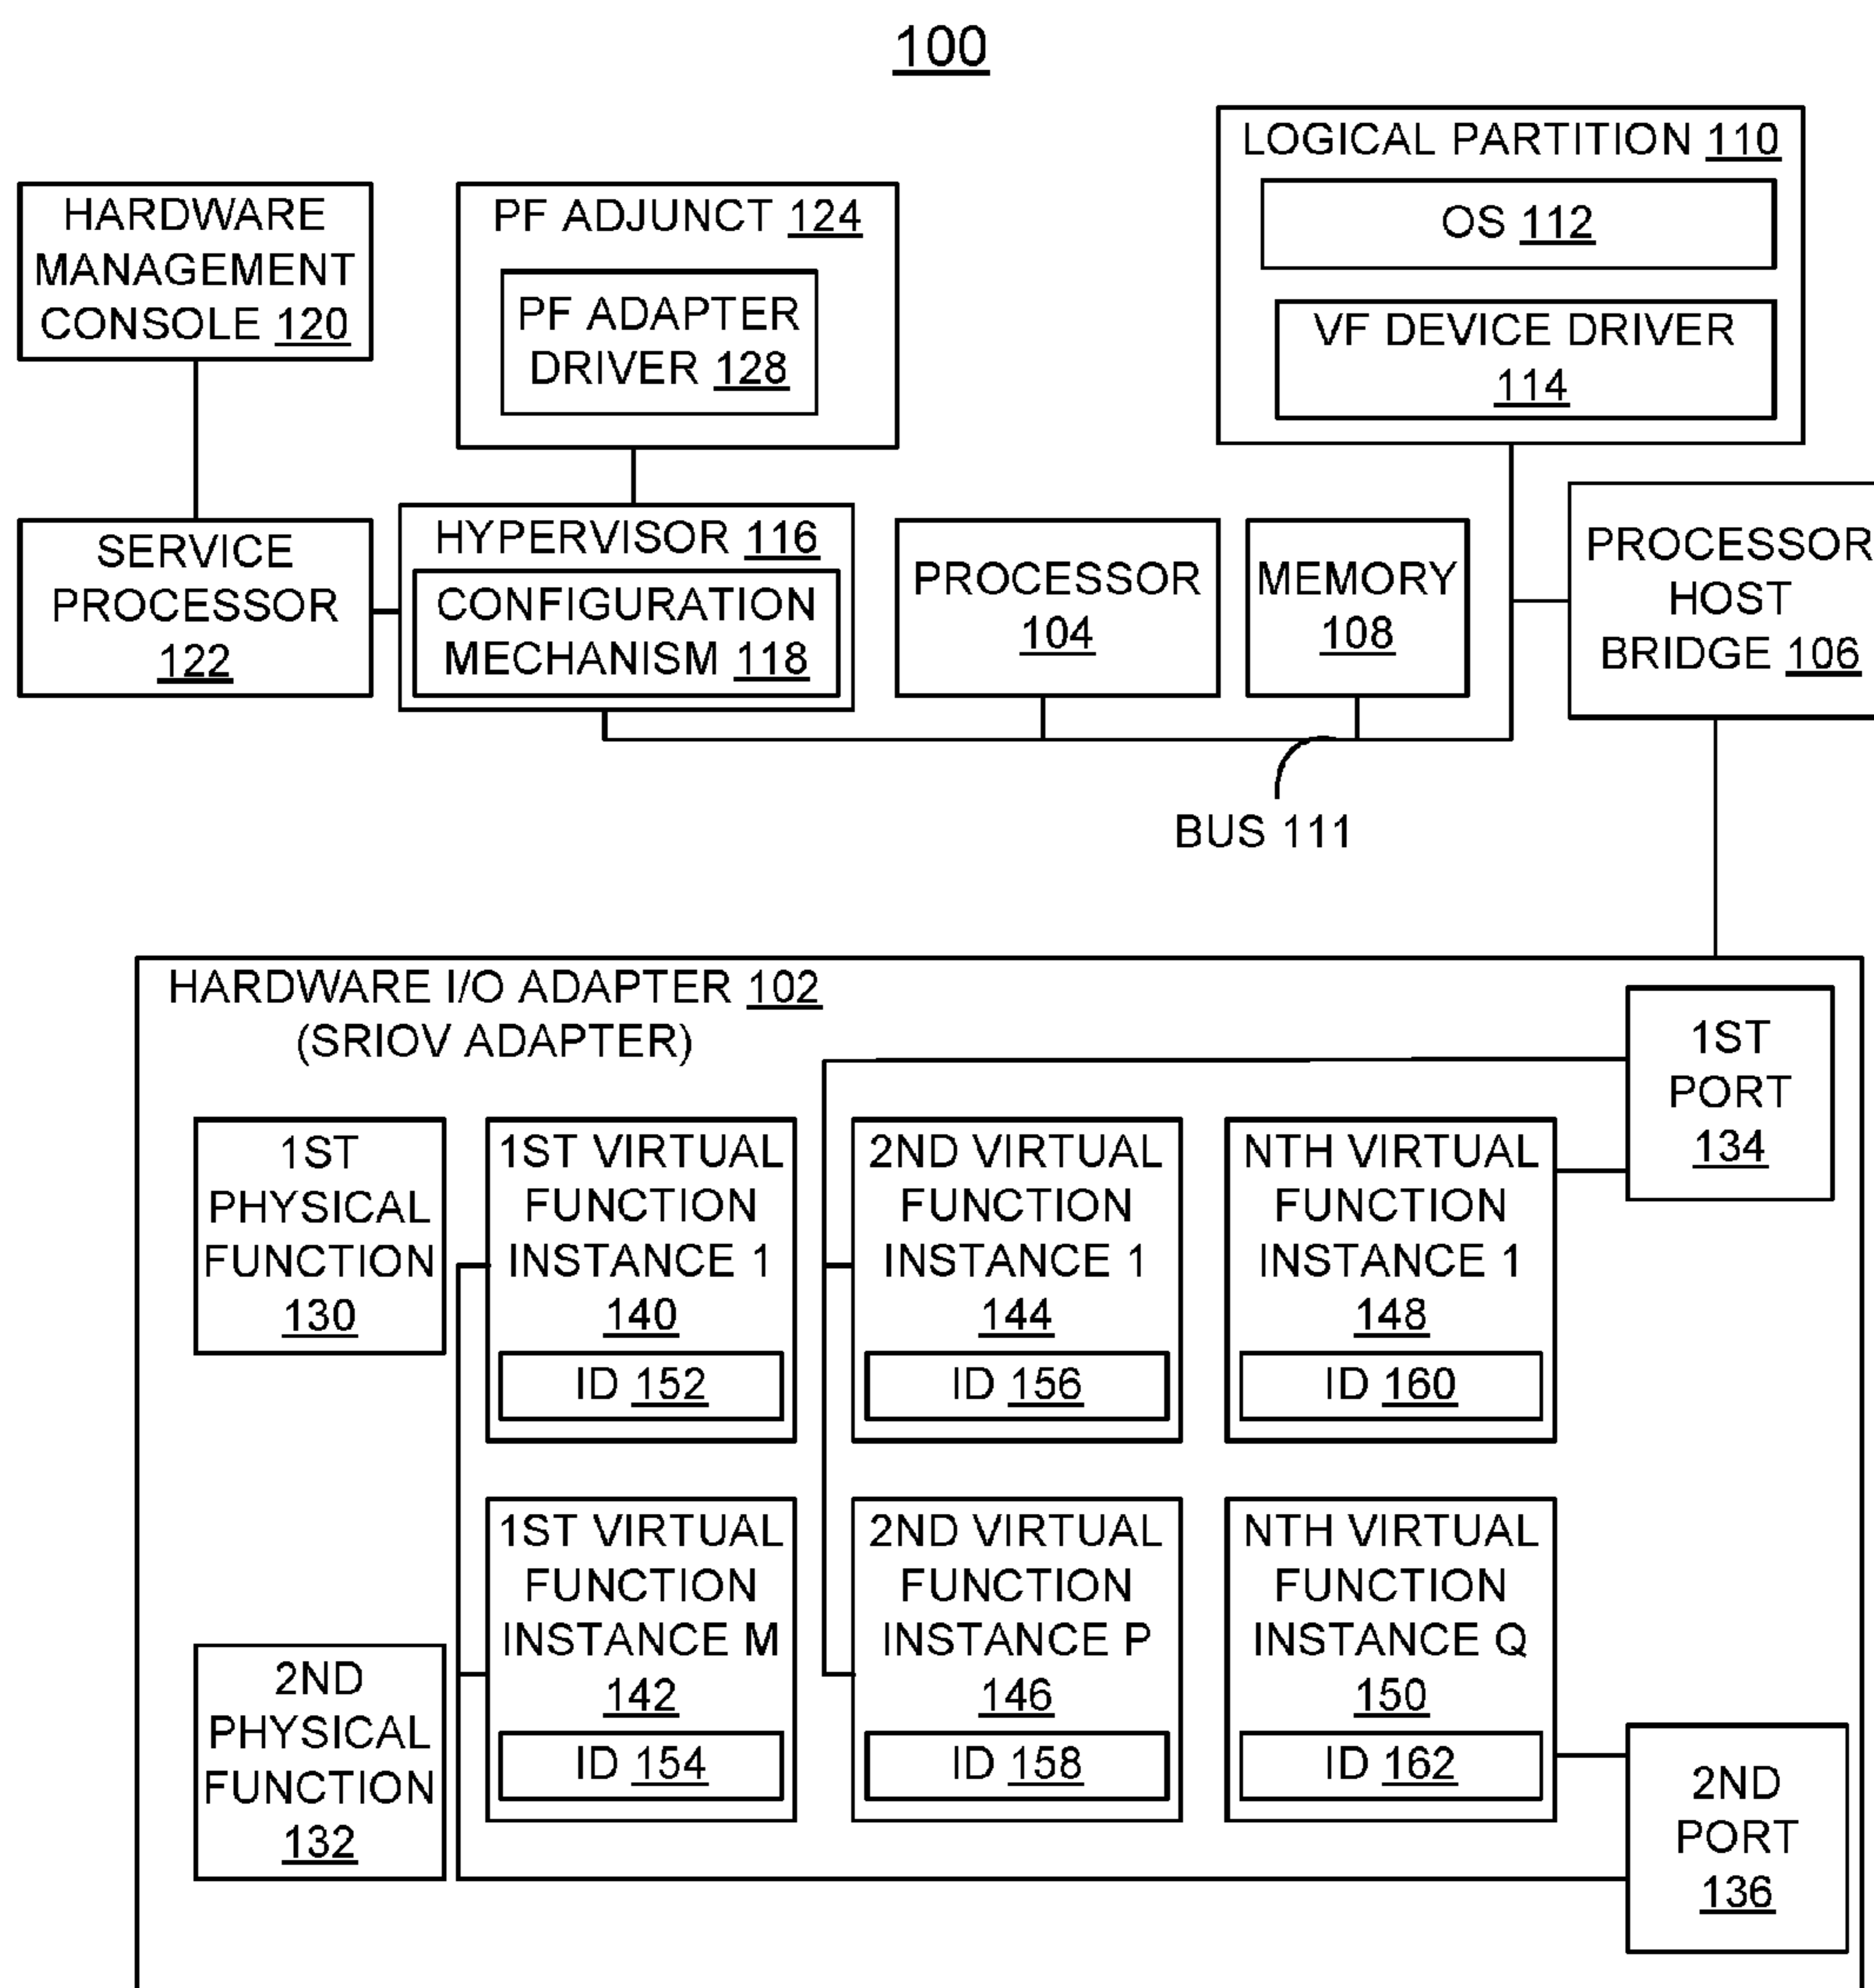 100
LOGICAL PARTITION 110
OS 112
VF DEVICE DRIVER
114
HARDWARE
MANAGEMENT
CONSOLE 120
PF ADJUNCT 124
PF ADAPTER
DRIVER 128
SERVICE
PROCESSOR
122
HYPERVISOR 116
CONFIGURATION
MECHANISM 118
PROCESSOR
104
MEMORY
108
PROCESSOR
HOST
BRIDGE 106
BUS 111
HARDWARE I/O ADAPTER 102
(SRIOV ADAPTER)
1ST
PORT
134
1ST
PHYSICAL
FUNCTION
130
1ST VIRTUAL
FUNCTION
INSTANCE 1
140
ID 152
2ND VIRTUAL
FUNCTION
INSTANCE 1
144
ID 156
NTH VIRTUAL
FUNCTION
INSTANCE 1
148
ID 160
2ND
PHYSICAL
FUNCTION
132
1ST VIRTUAL
FUNCTION
INSTANCE M
142
ID 154
2ND VIRTUAL
FUNCTION
INSTANCE P
146
ID 158
NTH VIRTUAL
FUNCTION
INSTANCE Q
150
ID 162
2ND
PORT
136